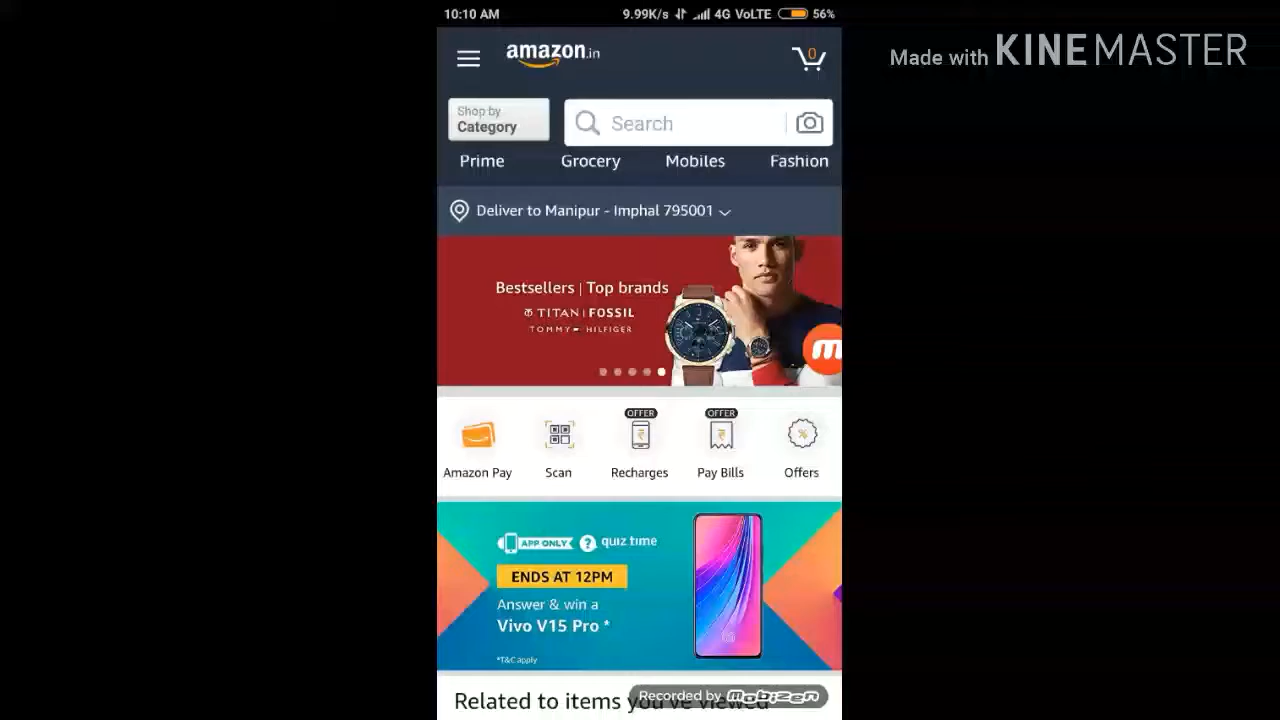 10:10 AM 9.99K/s 4G VoLTE 56%
Made with KINEMASTER
amazon.in
0
Shop by
Category
Search
Prime Grocery Mobiles Fashion
Deliver to Manipur - Imphal 795001
Bestsellers | Top brands
TITAN | FOSSIL
TOMMY HILFIGER
m
OFFER OFFER
Amazon Pay Scan Recharges Pay Bills Offers
APP ONLY ? quiz time
ENDS AT 12PM
Answer & win a
Vivo V15 Pro *
*T&C apply
Related to items you've viewed
Recorded by mobizen